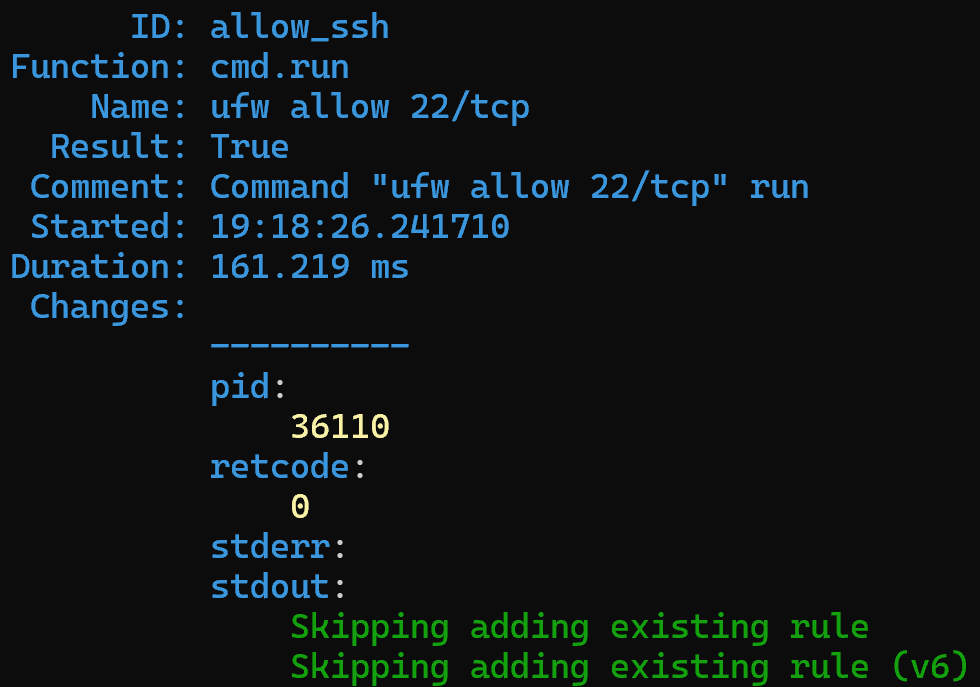 ID: allow_ssh
Function: cmd.run
Name: ufw allow 22/tcp
Result: True
Comment: Command "ufw allow 22/tcp" run
Started: 19:18:26.241710
Duration: 161.219 ms
Changes:
----------
pid:
36110
retcode:
0
stderr:
stdout:
Skipping adding existing rule
Skipping adding existing rule (v6)